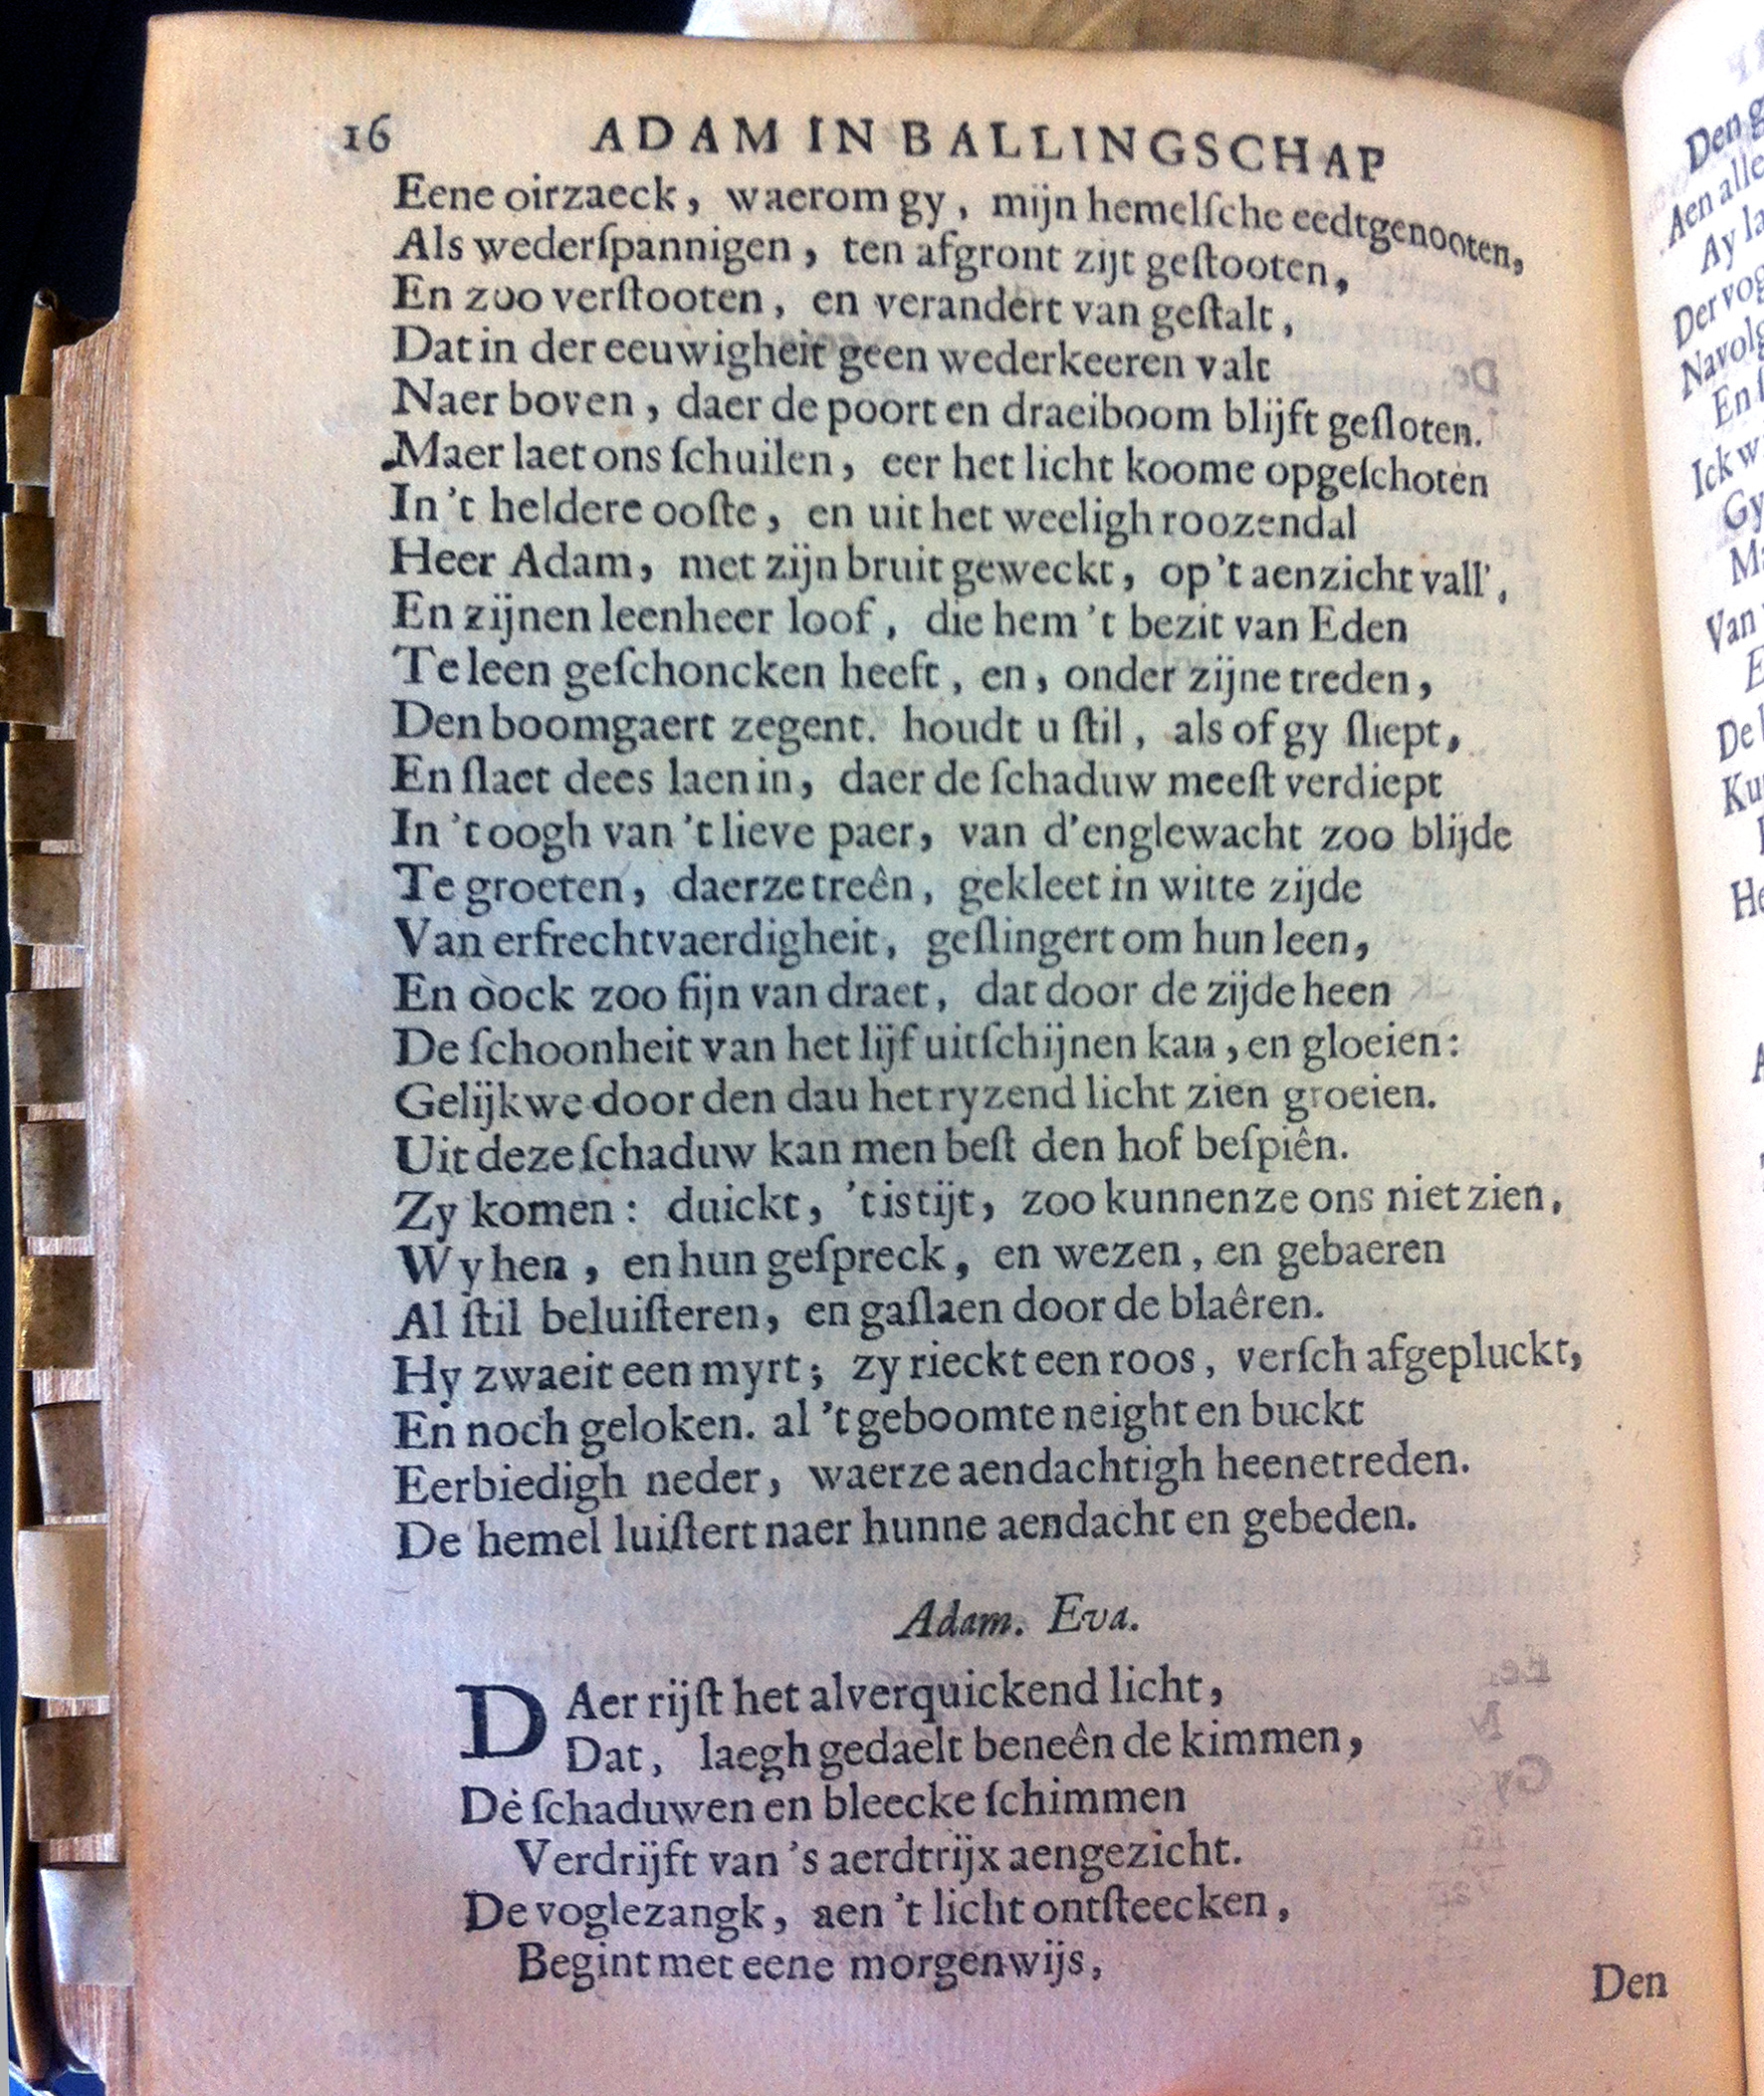 16 ADAM IN BALLINGSCHAP
Eene oirzaeck, waerom gy, mijn hemelſche eedtgenooten,
Als wederſpannigen, ten afgront zijt geſtooten,
En zoo verſtooten, en verandert van geſtalt,
Dat in der eeuwigheit geen wederkeeren valt
Naer boven, daer de poort en draeiboom blijft geſloten.
Maer laet ons ſchuilen, eer het licht koome opgeſchoten
In 't heldere ooſte, en uit het weeligh roozendal
Heer Adam, met zijn bruit geweckt, op 't aenzicht vall',
En zijnen leenheer loof, die hem 't bezit van Eden
Te leen geſchoncken heeft, en, onder zijne treden,
Den boomgaert zegent. houdt u ſtil, als of gy ſliept,
En ſlaet dees laen in, daer de ſchaduw meeſt verdiept
In 't oogh van 't lieve paer, van d'englewacht zoo blijde
Te groeten, daerze treên, gekleet in witte zijde
Van erfrechtvaerdigheit, geſlingert om hun leen,
En oock zoo fijn van draet, dat door de zijde heen
De ſchoonheit van het lijf uitſchijnen kan, en gloeien:
Gelijk we door den dau het ryzend licht zien groeien.
Uit deze ſchaduw kan men beſt den hof beſpiên.
Zy komen: duickt, 't is tijt, zoo kunnenze ons niet zien,
Wy hen, en hun geſpreck, en wezen, en gebaeren
Al ſtil beluiſteren, en gaſlaen door de blaêren.
Hy zwaeit een myrt; zy rieckt een roos, verſch afgepluckt,
En noch geloken. al 't geboomte neight en buckt
Eerbiedigh neder, waerze aendachtigh heenetreden.
De hemel luiſtert naer hunne aendacht en gebeden.
Adam. Eva.
DAer rijſt het alverquickend licht,
Dat, laegh gedaelt beneên de kimmen,
De ſchaduwen en bleecke ſchimmen
Verdrijft van 's aerdtrijx aengezicht.
De voglezangk, aen 't licht ontſteecken,
Begint met eene morgenwijs,
Den